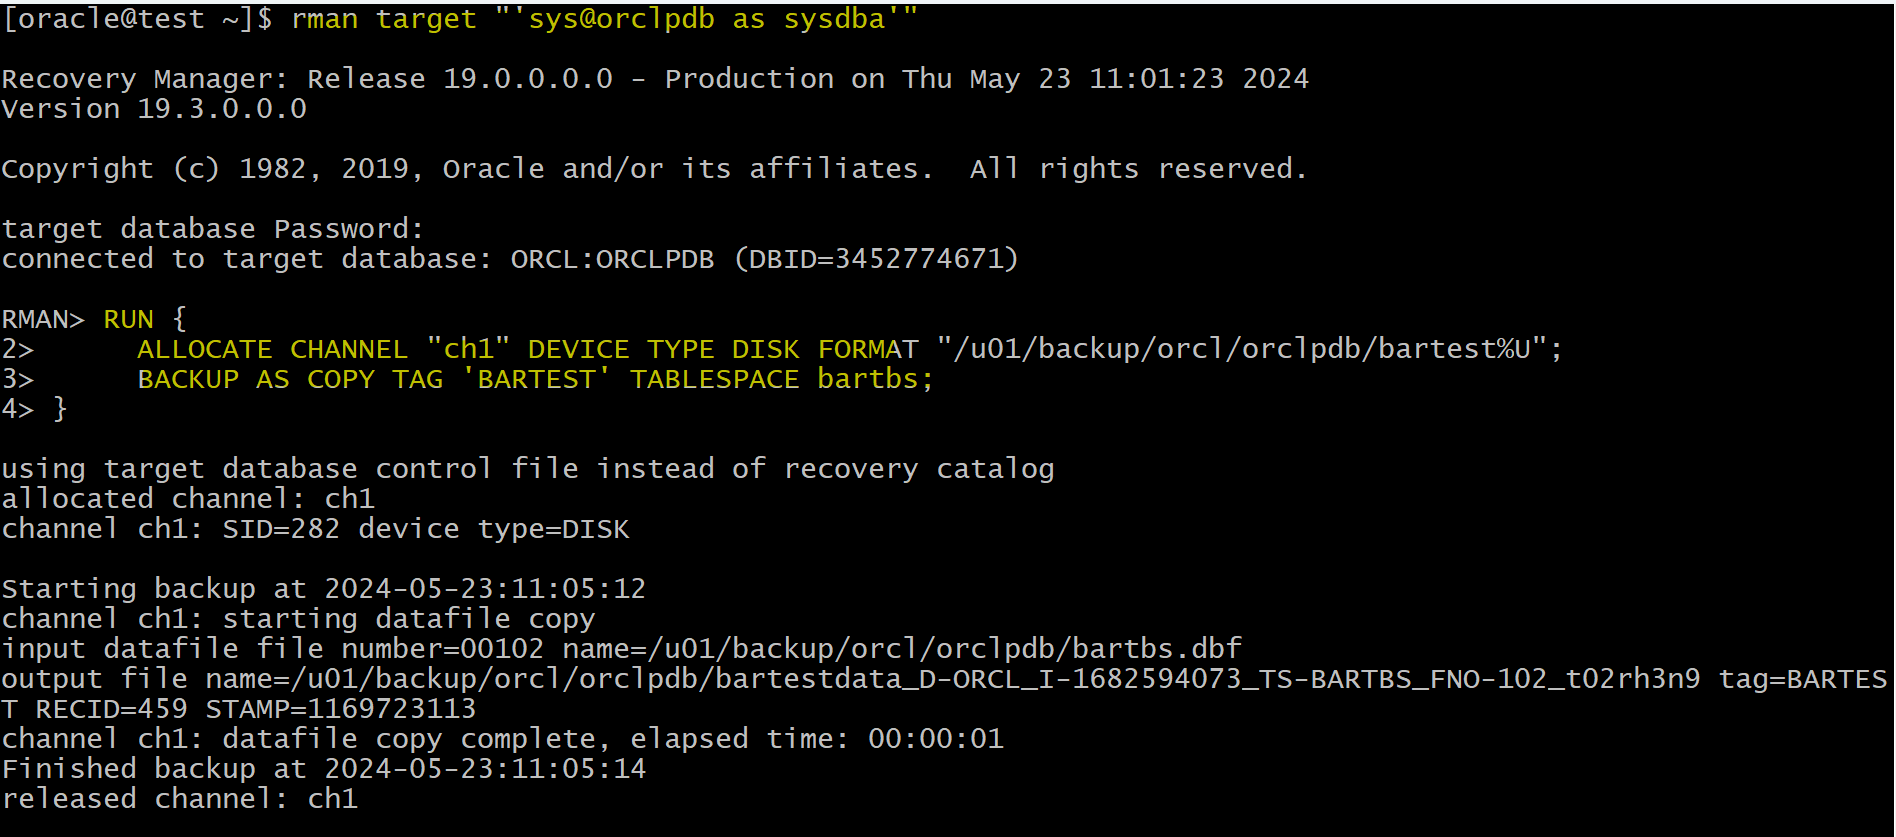 [oracle@test ~]$ rman target "'sys@orclpdb as sysdba'"
Recovery Manager: Release 19.0.0.0.0 - Production on Thu May 23 11:01:23 2024
Version 19.3.0.0.0
Copyright (c) 1982, 2019, Oracle and/or its affiliates.  All rights reserved.
target database Password:
connected to target database: ORCL:ORCLPDB (DBID=3452774671)
RMAN> RUN {
2>      ALLOCATE CHANNEL "ch1" DEVICE TYPE DISK FORMAT "/u01/backup/orcl/orclpdb/bartest%U";
3>      BACKUP AS COPY TAG 'BARTEST' TABLESPACE bartbs;
4> }
using target database control file instead of recovery catalog
allocated channel: ch1
channel ch1: SID=282 device type=DISK
Starting backup at 2024-05-23:11:05:12
channel ch1: starting datafile copy
input datafile file number=00102 name=/u01/backup/orcl/orclpdb/bartbs.dbf
output file name=/u01/backup/orcl/orclpdb/bartestdata_D-ORCL_I-1682594073_TS-BARTBS_FNO-102_t02rh3n9 tag=BARTES
T RECID=459 STAMP=1169723113
channel ch1: datafile copy complete, elapsed time: 00:00:01
Finished backup at 2024-05-23:11:05:14
released channel: ch1